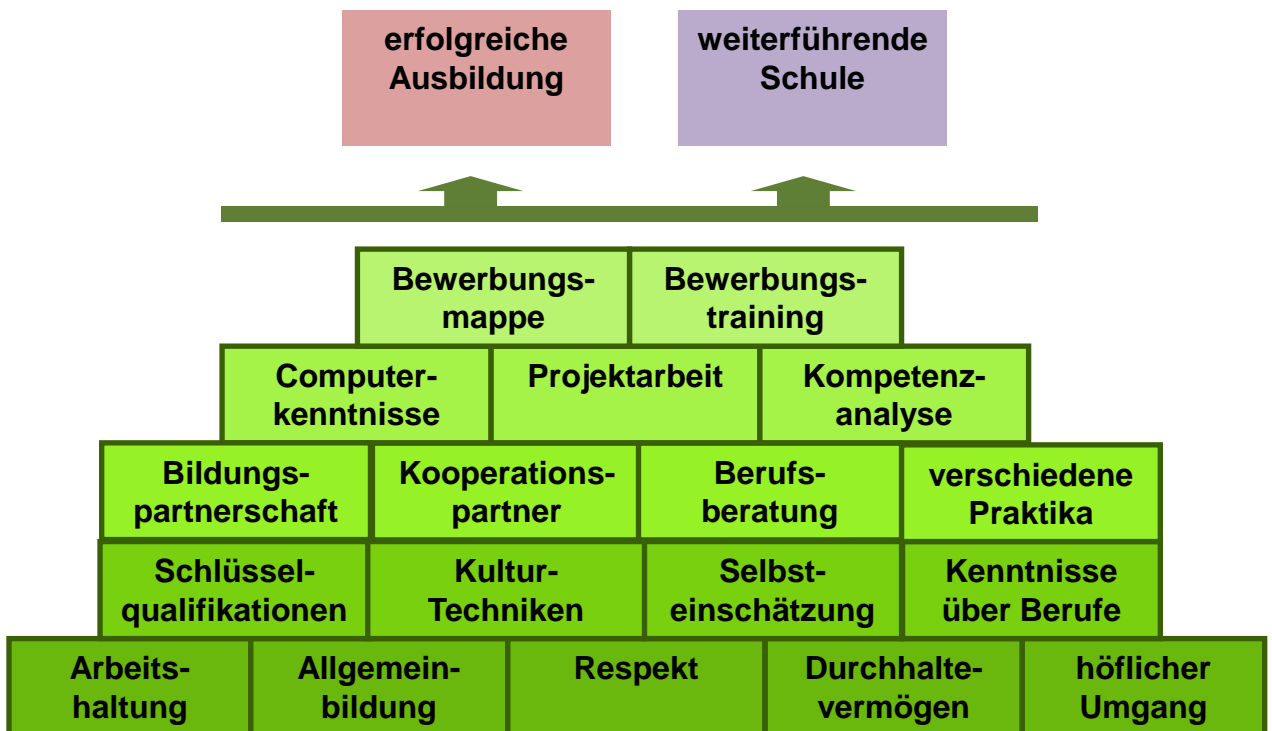 erfolgreiche
Ausbildung
weiterführende
Schule
Bewerbungs-
mappe
Bewerbungs-
training
Computer-
kenntnisse
Projektarbeit
Kompetenz-
analyse
Bildungs-
partnerschaft
Kooperations-
partner
Berufs-
beratung
verschiedene
Praktika
Schlüssel-
qualifikationen
Kultur-
Techniken
Selbst-
einschätzung
Kenntnisse
über Berufe
Arbeits-
haltung
Allgemein-
bildung
Respekt
Durchhalte-
vermögen
höflicher
Umgang